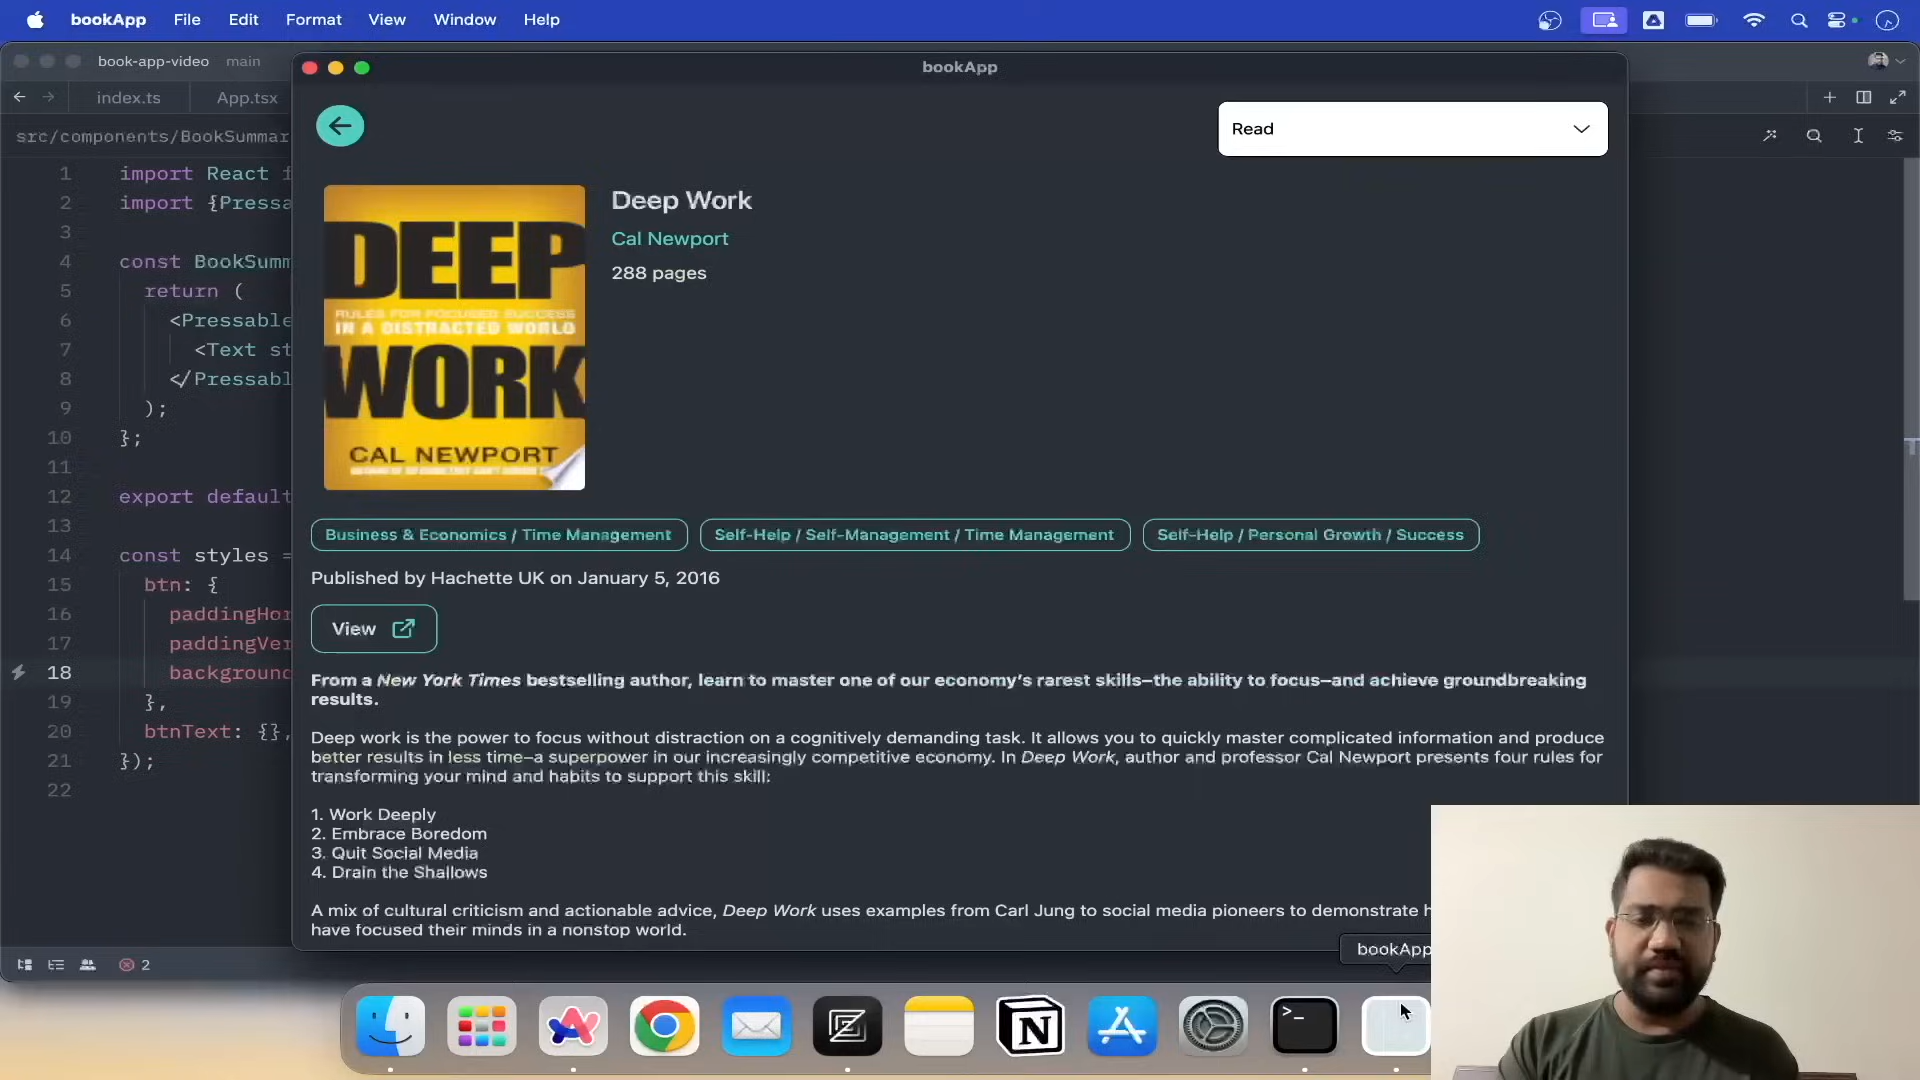 bookApp File Edit Format View Window Help
book-app-video main
bookApp
index.ts App.tsx
src/components/BookSummar
Read
1 import React f
2 import {Pressa
3
4 const BookSumm
5 return (
6 <Pressable
7 <Text st
8 </Pressabl
9 );
10 };
11
12 export default
13
14 const styles =
15 btn: {
16 paddingHor
17 paddingVer
18 background
19 },
20 btnText: {},
21 });
22
DEEP
RULES FOR FOCUSED SUCCESS
IN A DISTRACTED WORLD
WORK
CAL NEWPORT
Deep Work
Cal Newport
288 pages
Business & Economics / Time Management
Self-Help / Self-Management / Time Management
Self-Help / Personal Growth / Success
Published by Hachette UK on January 5, 2016
View
From a New York Times bestselling author, learn to master one of our economy’s rarest skills—the ability to focus—and achieve groundbreaking
results.
Deep work is the power to focus without distraction on a cognitively demanding task. It allows you to quickly master complicated information and produce
better results in less time—a superpower in our increasingly competitive economy. In Deep Work, author and professor Cal Newport presents four rules for
transforming your mind and habits to support this skill:
1. Work Deeply
2. Embrace Boredom
3. Quit Social Media
4. Drain the Shallows
A mix of cultural criticism and actionable advice, Deep Work uses examples from Carl Jung to social media pioneers to demonstrate h
have focused their minds in a nonstop world.
bookApp
2